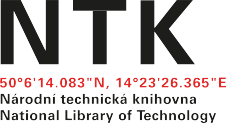 NTK
50°6'14.083"N, 14°23'26.365"E
Národní technická knihovna
National Library of Technology